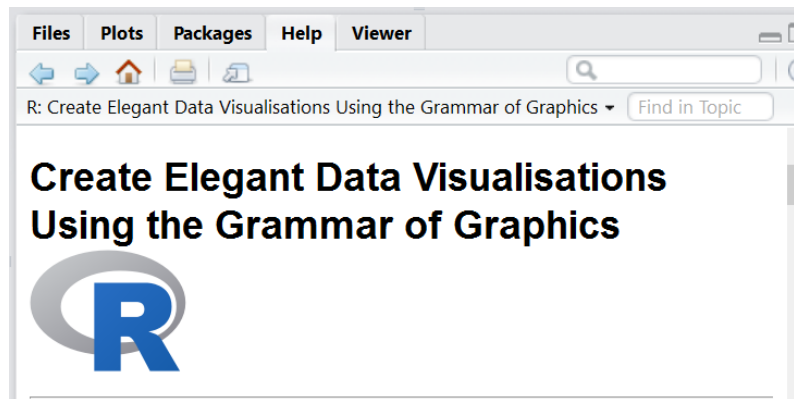 Files Plots Packages Help Viewer
R: Create Elegant Data Visualisations Using the Grammar of Graphics Find in Topic
Create Elegant Data Visualisations
Using the Grammar of Graphics
R